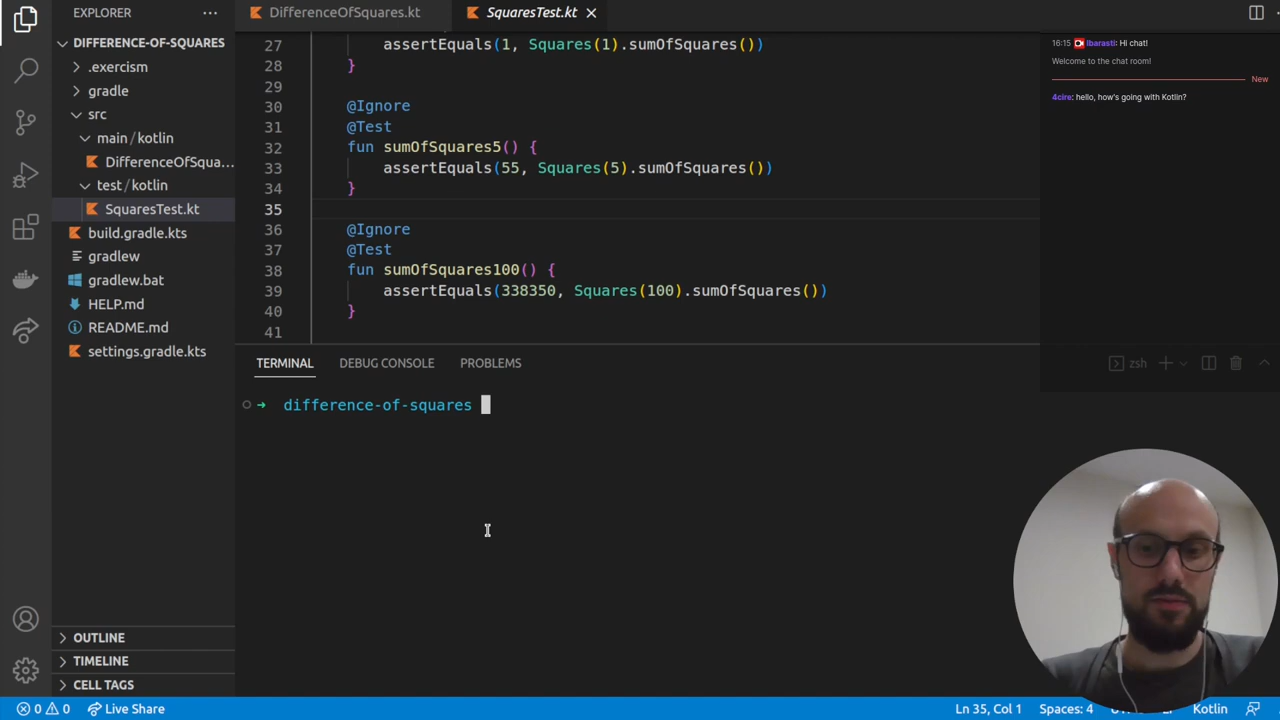 EXPLORER
DifferenceOfSquares.kt
SquaresTest.kt
DIFFERENCE-OF-SQUARES
.exercism
gradle
src
main / kotlin
DifferenceOfSqua...
test / kotlin
SquaresTest.kt
build.gradle.kts
gradlew
gradlew.bat
HELP.md
README.md
settings.gradle.kts
OUTLINE
TIMELINE
CELL TAGS
27 assertEquals(1, Squares(1).sumOfSquares())
28 }
29
30 @Ignore
31 @Test
32 fun sumOfSquares5() {
33 assertEquals(55, Squares(5).sumOfSquares())
34 }
35
36 @Ignore
37 @Test
38 fun sumOfSquares100() {
39 assertEquals(338350, Squares(100).sumOfSquares())
40 }
41
16:15 lbarasti: Hi chat!
Welcome to the chat room!
New
4cire: hello, how's going with Kotlin?
TERMINAL DEBUG CONSOLE PROBLEMS
zsh
→ difference-of-squares
0 0 Live Share
Ln 35, Col 1 Spaces: 4
Kotlin